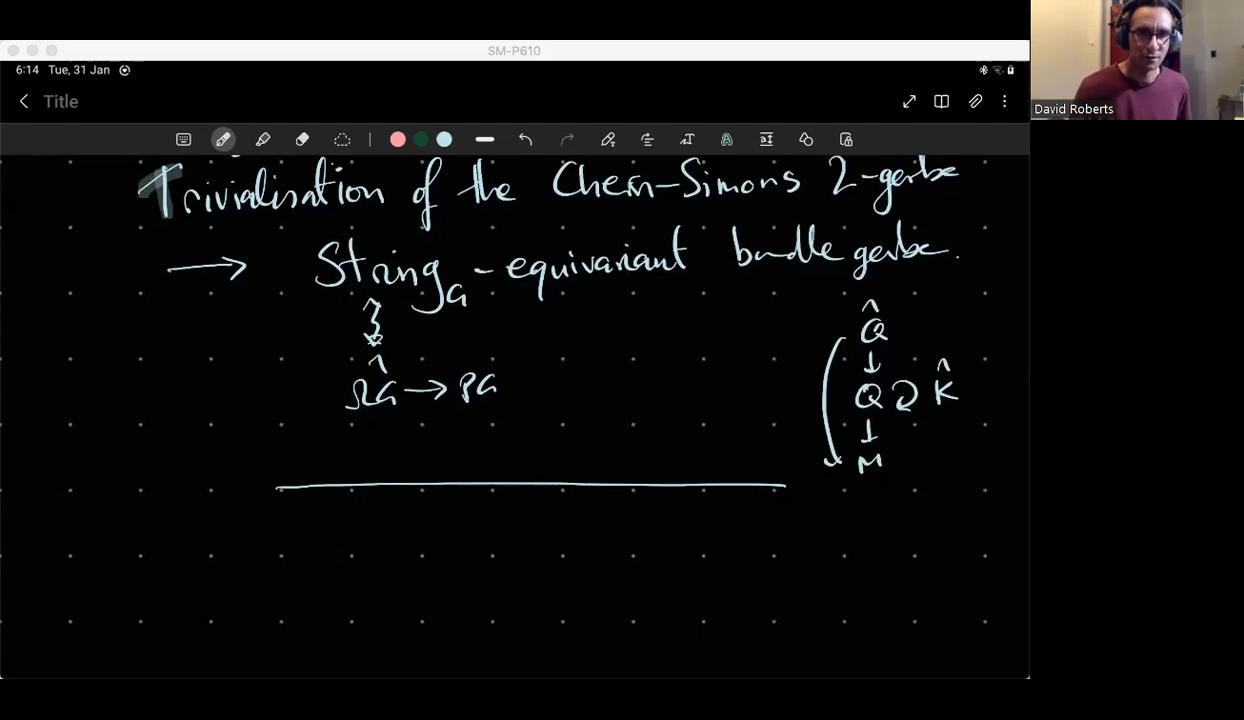 SM-P610
6:14 Tue, 31 Jan
Title
David Roberts
Trivialisation of the Chern-Simons 2-gerbe
→ String_G - equivariant bundle gerbe.
Q̂
↓
Ω̂G → PG
Q ⟲ K̂
↓
M